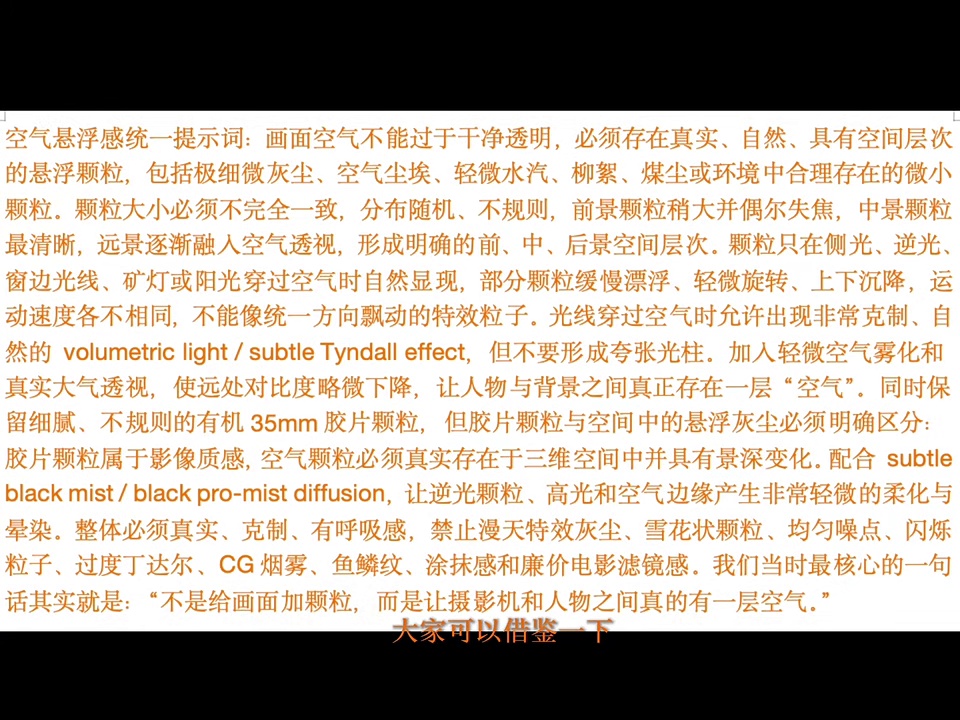 空气悬浮感统一提示词：画面空气不能过于干净透明，必须存在真实、自然、具有空间层次
的悬浮颗粒，包括极细微灰尘、空气尘埃、轻微水汽、柳絮、煤尘或环境中合理存在的微小
颗粒。颗粒大小必须不完全一致，分布随机、不规则，前景颗粒稍大并偶尔失焦，中景颗粒
最清晰，远景逐渐融入空气透视，形成明确的前、中、后景空间层次。颗粒只在侧光、逆光、
窗边光线、矿灯或阳光穿过空气时自然显现，部分颗粒缓慢漂浮、轻微旋转、上下沉降，运
动速度各不相同，不能像统一方向飘动的特效粒子。光线穿过空气时允许出现非常克制、自
然的 volumetric light / subtle Tyndall effect，但不要形成夸张光柱。加入轻微空气雾化和
真实大气透视，使远处对比度略微下降，让人物与背景之间真正存在一层“空气”。同时保
留细腻、不规则的有机 35mm 胶片颗粒，但胶片颗粒与空间中的悬浮灰尘必须明确区分：
胶片颗粒属于影像质感，空气颗粒必须真实存在于三维空间中并具有景深变化。配合 subtle
black mist / black pro-mist diffusion，让逆光颗粒、高光和空气边缘产生非常轻微的柔化与
晕染。整体必须真实、克制、有呼吸感，禁止漫天特效灰尘、雪花状颗粒、均匀噪点、闪烁
粒子、过度丁达尔、CG 烟雾、鱼鳞纹、涂抹感和廉价电影滤镜感。我们当时最核心的一句
话其实就是：“不是给画面加颗粒，而是让摄影机和人物之间真的有一层空气。”
大家可以借鉴一下